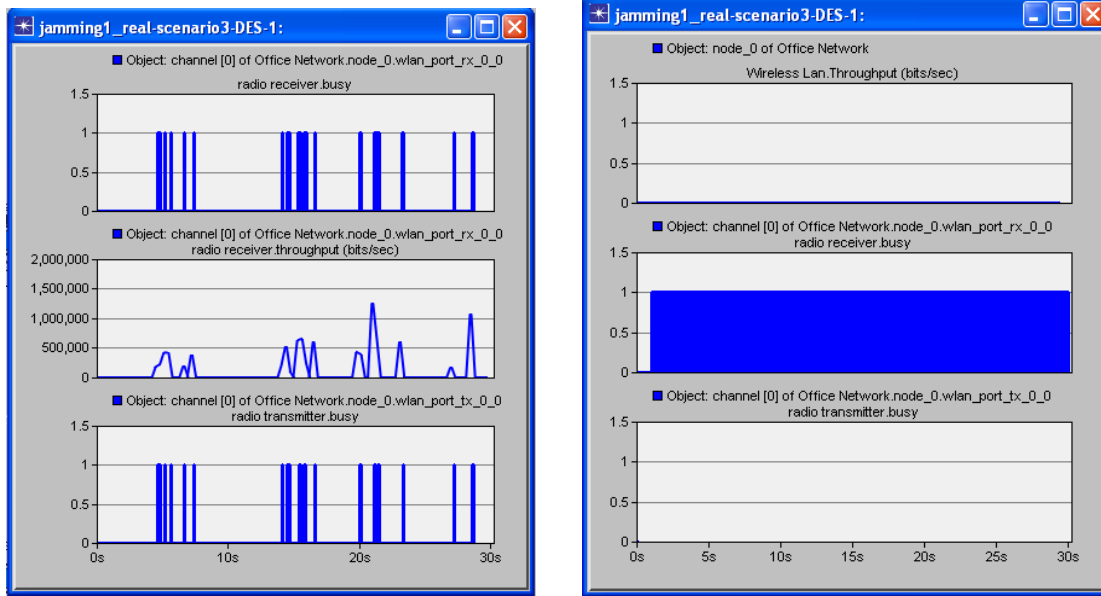 jamming1_real-scenario3-DES-1:
Object: channel [0] of Office Network.node_0.wlan_port_rx_0_0
radio receiver.busy
1.5
1
0.5
0
Object: channel [0] of Office Network.node_0.wlan_port_rx_0_0
radio receiver.throughput (bits/sec)
2,000,000
1,500,000
1,000,000
500,000
0
Object: channel [0] of Office Network.node_0.wlan_port_tx_0_0
radio transmitter.busy
1.5
1
0.5
0
0s 10s 20s 30s
jamming1_real-scenario3-DES-1:
Object: node_0 of Office Network
Wireless Lan.Throughput (bits/sec)
1.5
1
0.5
0
Object: channel [0] of Office Network.node_0.wlan_port_rx_0_0
radio receiver.busy
1.5
1
0.5
0
Object: channel [0] of Office Network.node_0.wlan_port_tx_0_0
radio transmitter.busy
1.5
1
0.5
0
0s 5s 10s 15s 20s 25s 30s